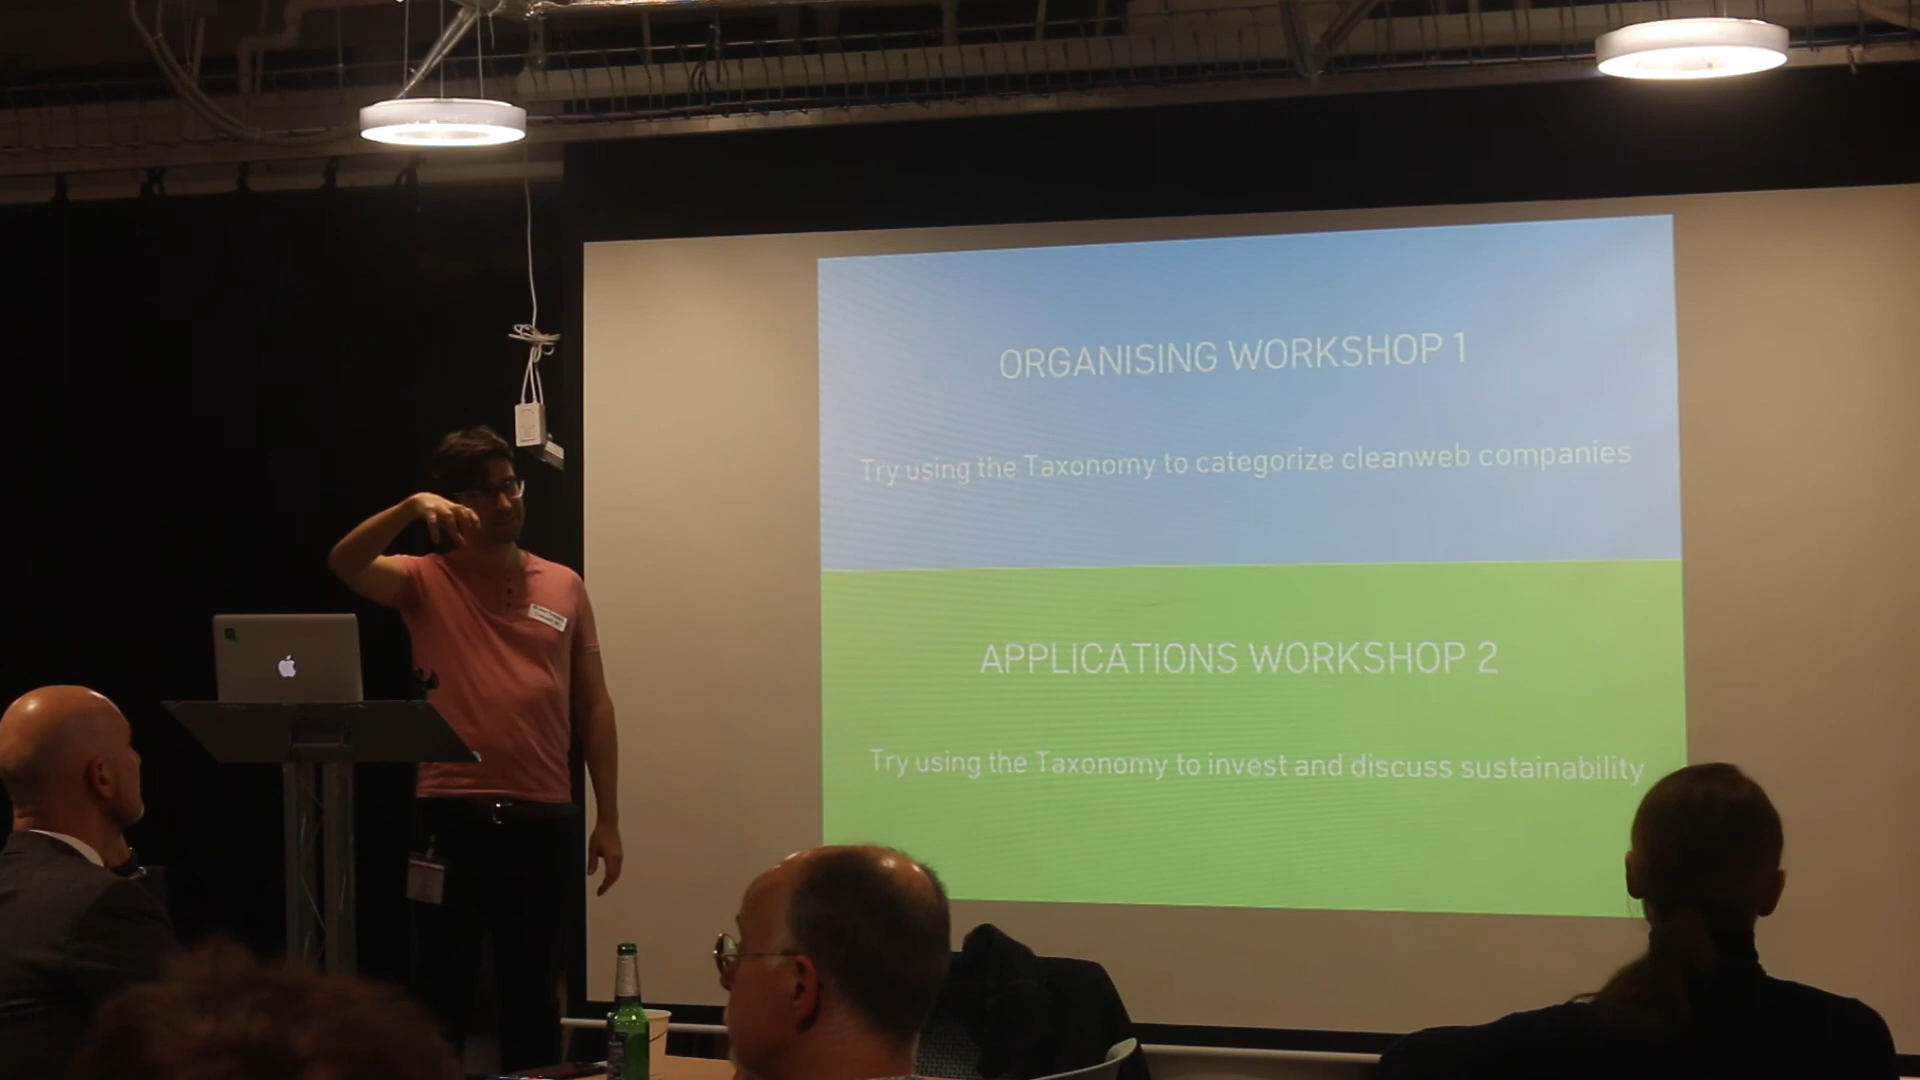 ORGANISING WORKSHOP 1
Try using the Taxonomy to categorize cleanweb companies
APPLICATIONS WORKSHOP 2
Try using the Taxonomy to invest and discuss sustainability